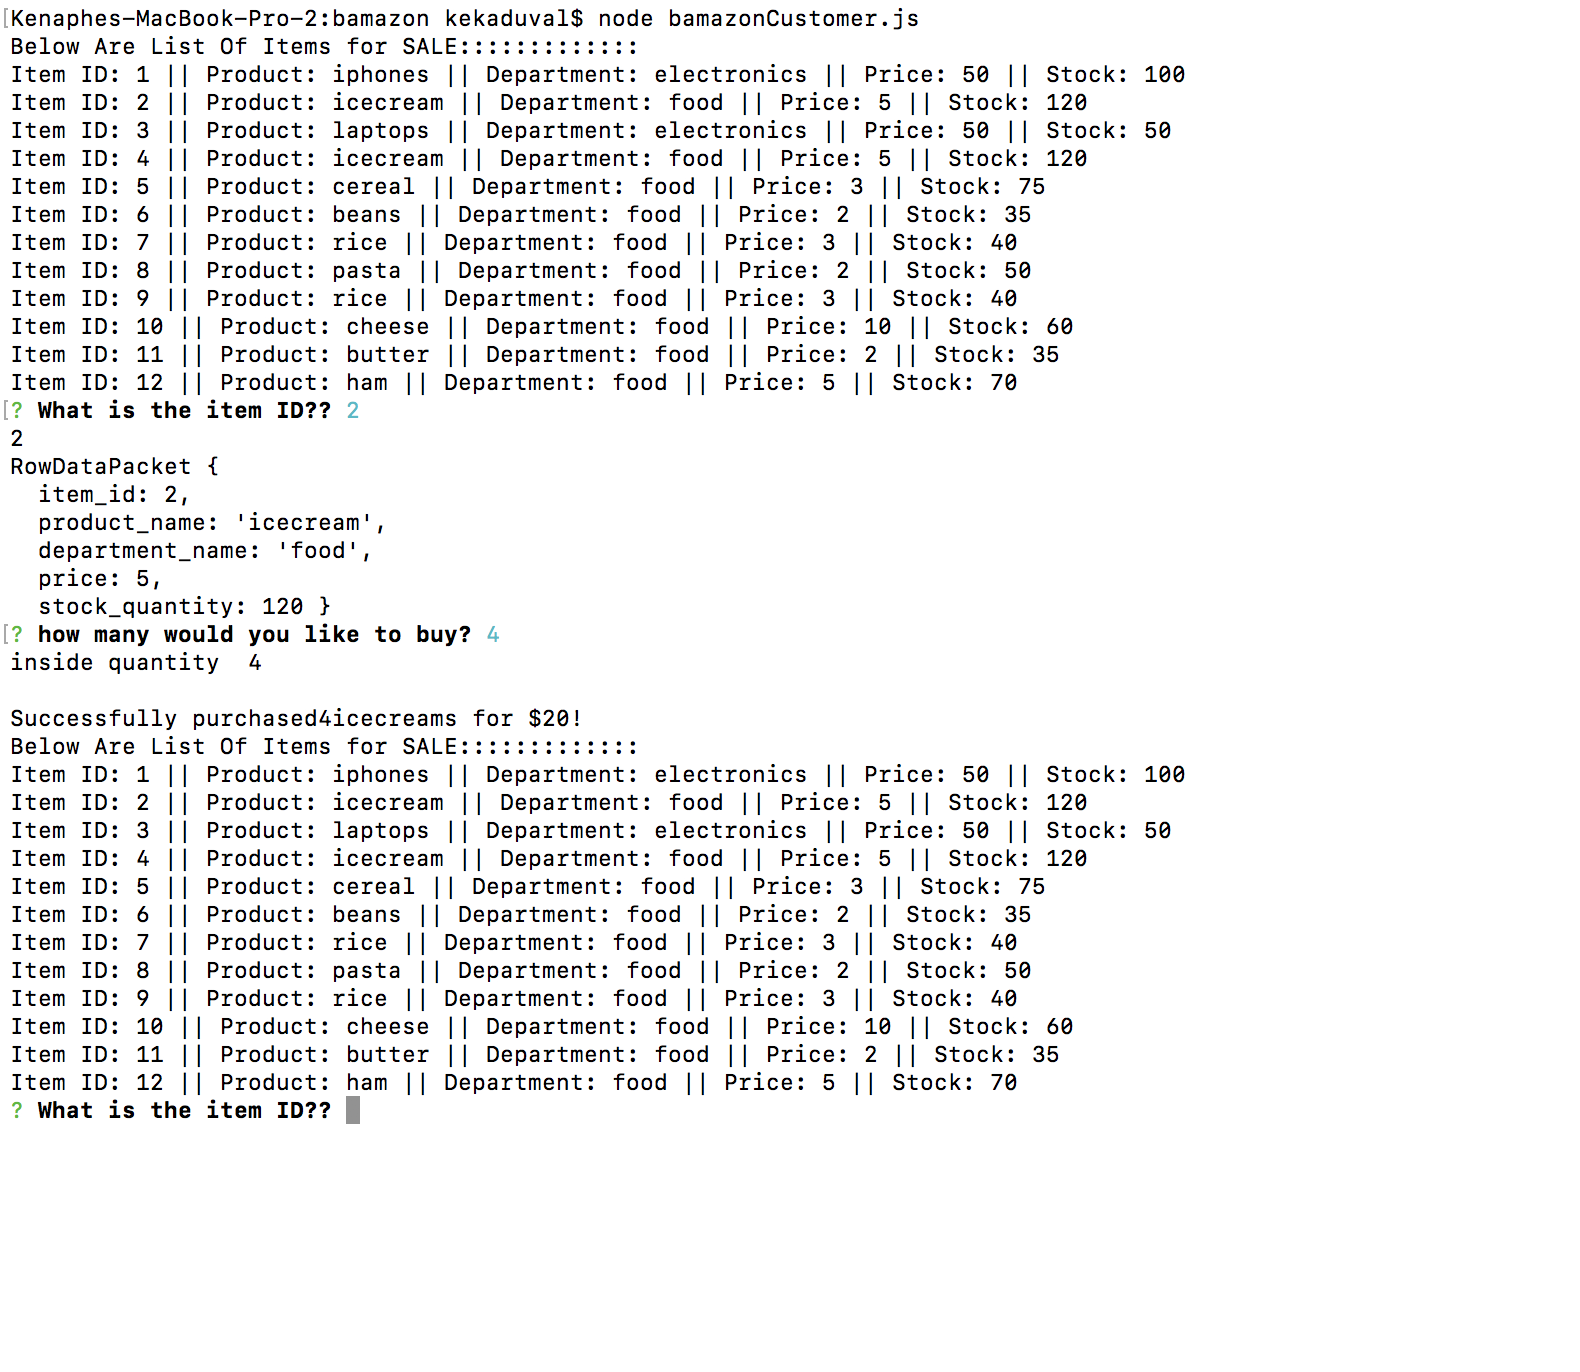 [Kenaphes-MacBook-Pro-2:bamazon kekaduval$ node bamazonCustomer.js
Below Are List Of Items for SALE:::::::::::::
Item ID: 1 || Product: iphones || Department: electronics || Price: 50 || Stock: 100
Item ID: 2 || Product: icecream || Department: food || Price: 5 || Stock: 120
Item ID: 3 || Product: laptops || Department: electronics || Price: 50 || Stock: 50
Item ID: 4 || Product: icecream || Department: food || Price: 5 || Stock: 120
Item ID: 5 || Product: cereal || Department: food || Price: 3 || Stock: 75
Item ID: 6 || Product: beans || Department: food || Price: 2 || Stock: 35
Item ID: 7 || Product: rice || Department: food || Price: 3 || Stock: 40
Item ID: 8 || Product: pasta || Department: food || Price: 2 || Stock: 50
Item ID: 9 || Product: rice || Department: food || Price: 3 || Stock: 40
Item ID: 10 || Product: cheese || Department: food || Price: 10 || Stock: 60
Item ID: 11 || Product: butter || Department: food || Price: 2 || Stock: 35
Item ID: 12 || Product: ham || Department: food || Price: 5 || Stock: 70
[? What is the item ID?? 2
2
RowDataPacket {
  item_id: 2,
  product_name: 'icecream',
  department_name: 'food',
  price: 5,
  stock_quantity: 120 }
[? how many would you like to buy? 4
inside quantity  4

Successfully purchased4icecreams for $20!
Below Are List Of Items for SALE:::::::::::::
Item ID: 1 || Product: iphones || Department: electronics || Price: 50 || Stock: 100
Item ID: 2 || Product: icecream || Department: food || Price: 5 || Stock: 120
Item ID: 3 || Product: laptops || Department: electronics || Price: 50 || Stock: 50
Item ID: 4 || Product: icecream || Department: food || Price: 5 || Stock: 120
Item ID: 5 || Product: cereal || Department: food || Price: 3 || Stock: 75
Item ID: 6 || Product: beans || Department: food || Price: 2 || Stock: 35
Item ID: 7 || Product: rice || Department: food || Price: 3 || Stock: 40
Item ID: 8 || Product: pasta || Department: food || Price: 2 || Stock: 50
Item ID: 9 || Product: rice || Department: food || Price: 3 || Stock: 40
Item ID: 10 || Product: cheese || Department: food || Price: 10 || Stock: 60
Item ID: 11 || Product: butter || Department: food || Price: 2 || Stock: 35
Item ID: 12 || Product: ham || Department: food || Price: 5 || Stock: 70
? What is the item ID??